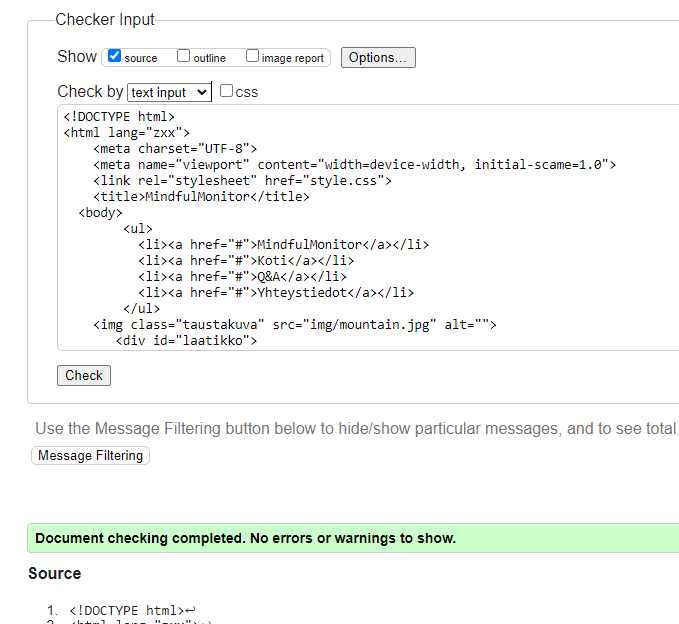 Checker Input
Show source outline image report Options...
Check by text input css
<!DOCTYPE html>
<html lang="zxx">
<meta charset="UTF-8">
<meta name="viewport" content="width=device-width, initial-scame=1.0">
<link rel="stylesheet" href="style.css">
<title>MindfulMonitor</title>
<body>
<ul>
<li><a href="#">MindfulMonitor</a></li>
<li><a href="#">Koti</a></li>
<li><a href="#">Q&A</a></li>
<li><a href="#">Yhteystiedot</a></li>
</ul>
<img class="taustakuva" src="img/mountain.jpg" alt="">
<div id="laatikko">
Check
Use the Message Filtering button below to hide/show particular messages, and to see total
Message Filtering
Document checking completed. No errors or warnings to show.
Source
1. <!DOCTYPE html>↩